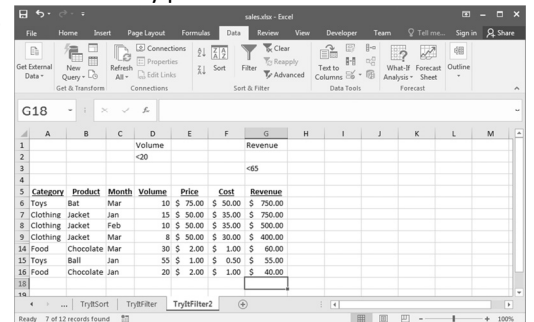 sales.xlsx - Excel
File Home Insert Page Layout Formulas Data Review View Developer Team Tell me... Sign in Share
Get External Data New Query Refresh All Connections Properties Edit Links Sort Filter Clear Reapply Advanced Text to Columns What-If Analysis Forecast Sheet Outline
Get & Transform Connections Sort & Filter Data Tools Forecast
G18 fx
A B C D E F G H I J K L M
1 Volume Revenue
2 <20
3 <65
4
5 Category Product Month Volume Price Cost Revenue
6 Toys Bat Mar 10 $ 75.00 $ 50.00 $ 750.00
7 Clothing Jacket Jan 15 $ 50.00 $ 35.00 $ 750.00
8 Clothing Jacket Feb 10 $ 50.00 $ 35.00 $ 500.00
9 Clothing Jacket Mar 8 $ 50.00 $ 30.00 $ 400.00
14 Food Chocolate Mar 30 $ 2.00 $ 1.00 $ 60.00
15 Toys Ball Jan 55 $ 1.00 $ 0.50 $ 55.00
16 Food Chocolate Jan 20 $ 2.00 $ 1.00 $ 40.00
18
19
... TryItSort TryItFilter TryItFilter2
Ready 7 of 12 records found 100%